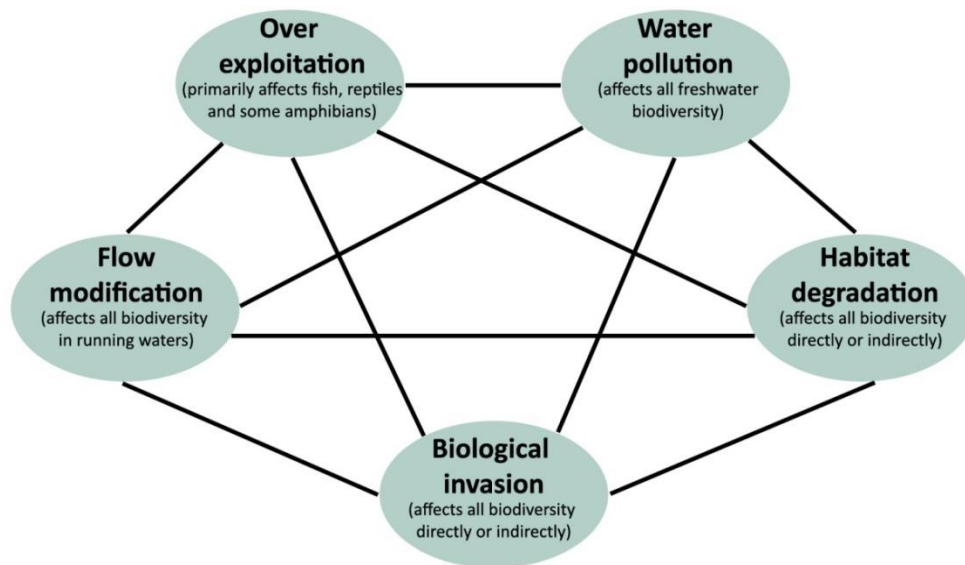 Over
exploitation
(primarily affects fish, reptiles
and some amphibians)
Water
pollution
(affects all freshwater
biodiversity)
Flow
modification
(affects all biodiversity
in running waters)
Habitat
degradation
(affects all biodiversity
directly or indirectly)
Biological
invasion
(affects all biodiversity
directly or indirectly)